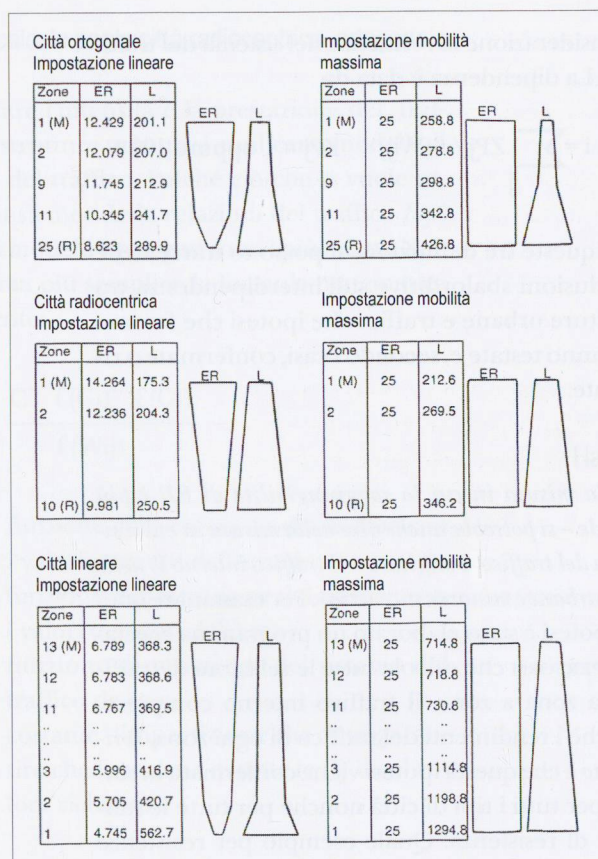 Città ortogonale
Impostazione lineare
Zone ER L
1 (M) 12.429 201.1
2 12.079 207.0
9 11.745 212.9
11 10.345 241.7
25 (R) 8.623 289.9
ER L
Impostazione mobilità
massima
Zone ER L
1 (M) 25 258.8
2 25 278.8
9 25 298.8
11 25 342.8
25 (R) 25 426.8
ER L
Città radiocentrica
Impostazione lineare
Zone ER L
1 (M) 14.264 175.3
2 12.236 204.3
10 (R) 9.981 250.5
ER L
Impostazione mobilità
massima
Zone ER L
1 (M) 25 212.6
2 25 269.5
10 (R) 25 346.2
ER L
Città lineare
Impostazione lineare
Zone ER L
13 (M) 6.789 368.3
12 6.783 368.6
11 6.767 369.5
.. .. ..
.. .. ..
3 5.996 416.9
2 5.705 420.7
1 4.745 562.7
ER L
Impostazione mobilità
massima
Zone ER L
13 (M) 25 714.8
12 25 718.8
11 25 730.8
.. .. ..
.. .. ..
3 25 1114.8
2 25 1198.8
1 25 1294.8
ER L